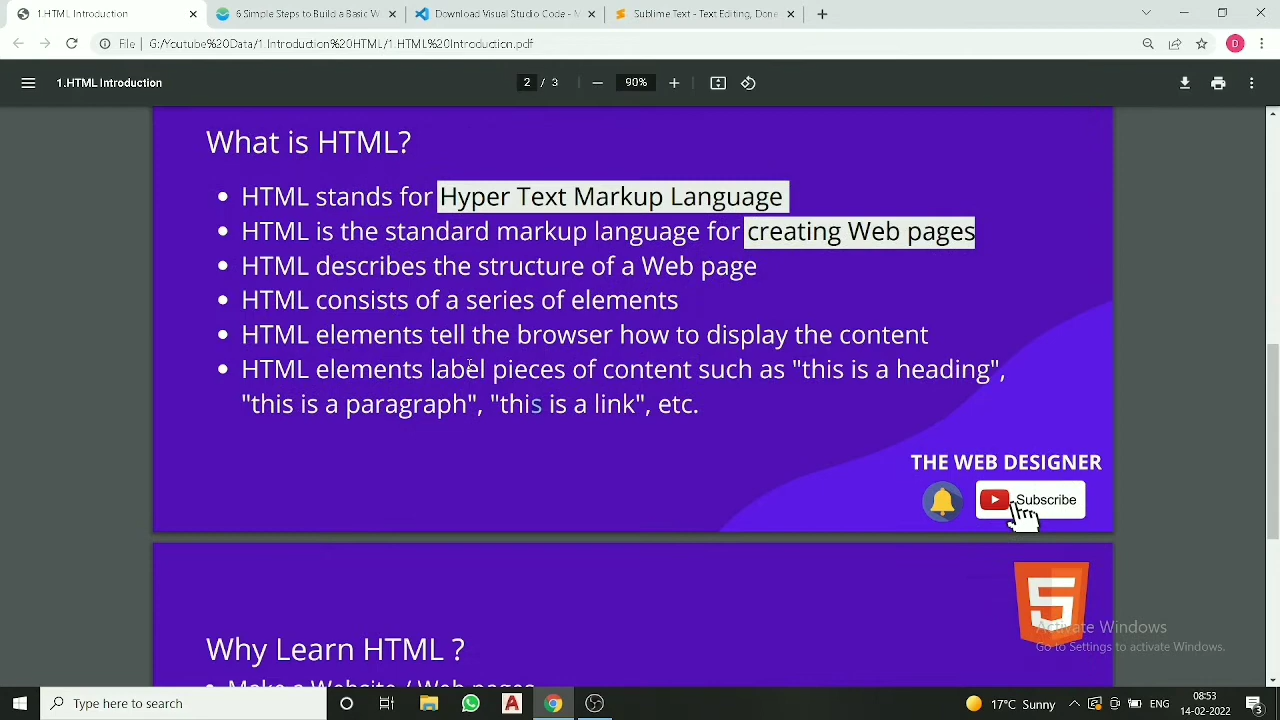 1.HTML Introduction
6 Simple Steps to Build a Basic W
Download Visual Studio Code - M
Sublime Text - Text Editing, Done
File
G:/Youtube%20Data/1.Introduction%20HTML/1.HTML%20Introduction.pdf
D
1.HTML Introduction
2 / 3
90%
What is HTML?
• HTML stands for Hyper Text Markup Language
• HTML is the standard markup language for creating Web pages
• HTML describes the structure of a Web page
• HTML consists of a series of elements
• HTML elements tell the browser how to display the content
• HTML elements label pieces of content such as "this is a heading",
"this is a paragraph", "this is a link", etc.
THE WEB DESIGNER
Subscribe
5
Why Learn HTML ?
• Make a Website / Web pages
Activate Windows
Go to Settings to activate Windows.
Type here to search
A
17°C Sunny
ENG
08:53
14-02-2022
3